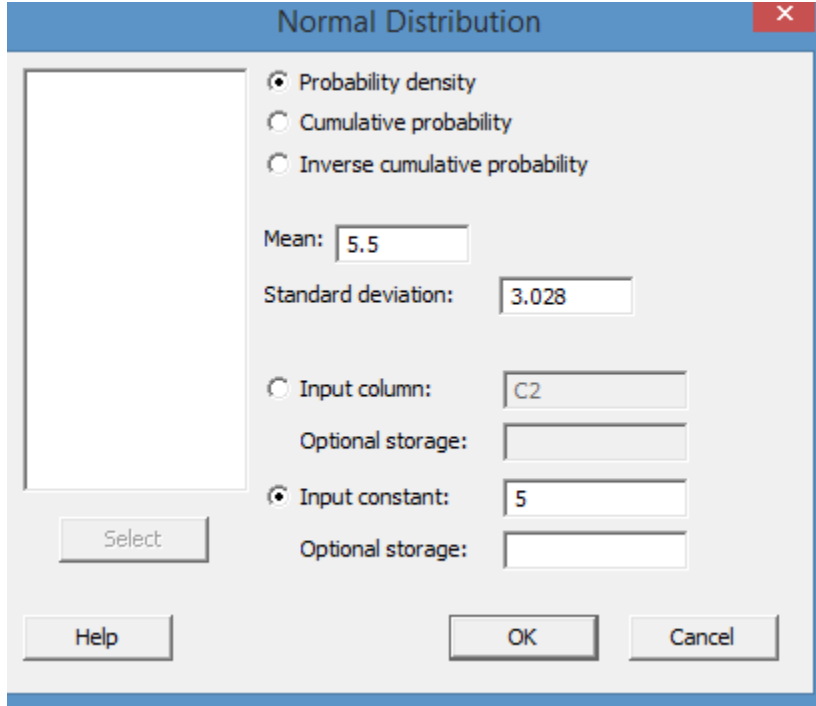 Normal Distribution
Probability density
Cumulative probability
Inverse cumulative probability
Mean: 5.5
Standard deviation: 3.028
Input column: C2
Optional storage:
Input constant: 5
Optional storage:
Select
Help OK Cancel